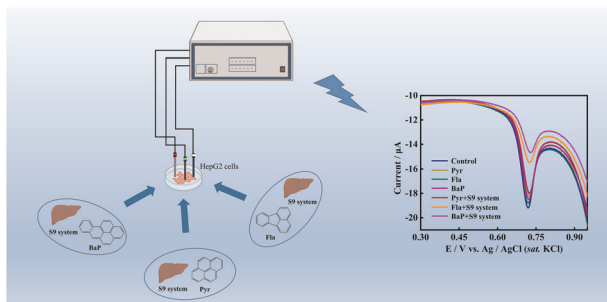 HepG2 cells
S9 system
BaP
S9 system
Pyr
S9 system
Fla
-10
-12
-14
-16
-18
-20
Current / μA
Control
Pyr
Fla
BaP
Pyr+S9 system
Fla+S9 system
BaP+S9 system
0.30
0.45
0.60
0.75
0.90
E / V vs. Ag / AgCl (sat. KCl)